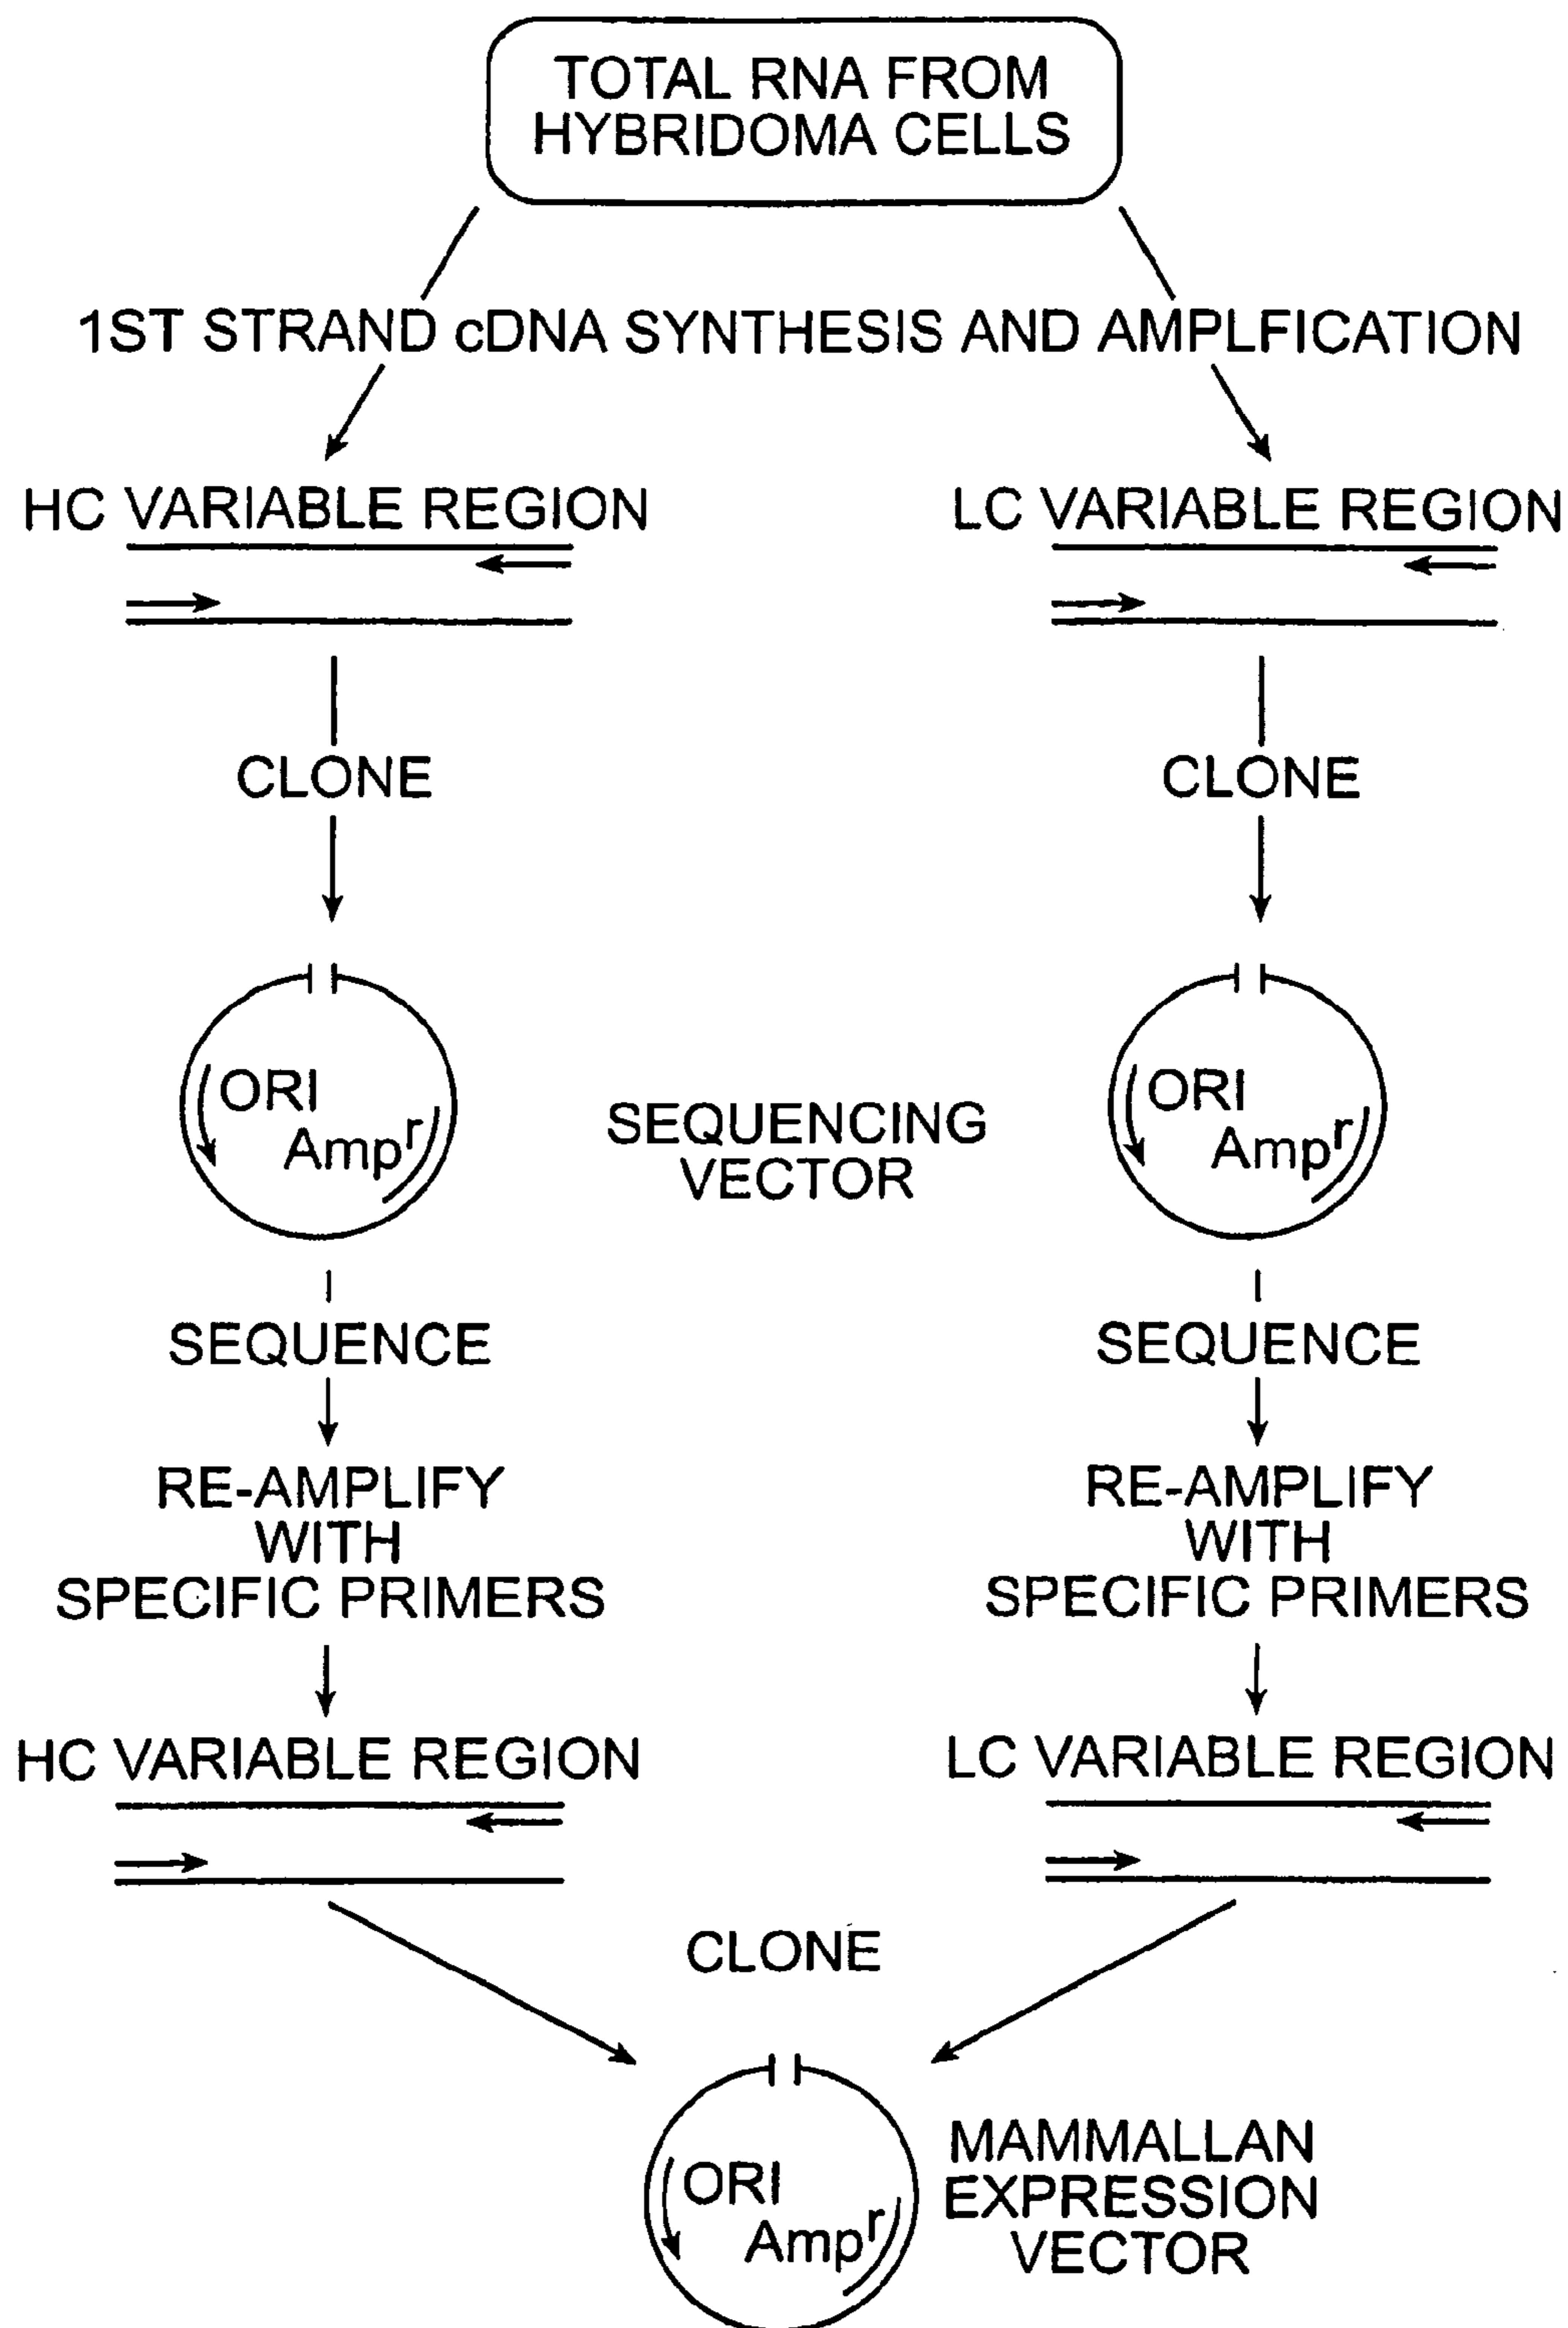 TOTAL RNA FROM
HYBRIDOMA CELLS
1ST STRAND cDNA SYNTHESIS AND AMPLFICATION
HC VARIABLE REGION
LC VARIABLE REGION
CLONE
CLONE
ORI
Ampr
SEQUENCING
VECTOR
ORI
Ampr
SEQUENCE
SEQUENCE
RE-AMPLIFY
WITH
SPECIFIC PRIMERS
RE-AMPLIFY
WITH
SPECIFIC PRIMERS
HC VARIABLE REGION
LC VARIABLE REGION
CLONE
ORI
Ampr
MAMMALLAN
EXPRESSION
VECTOR